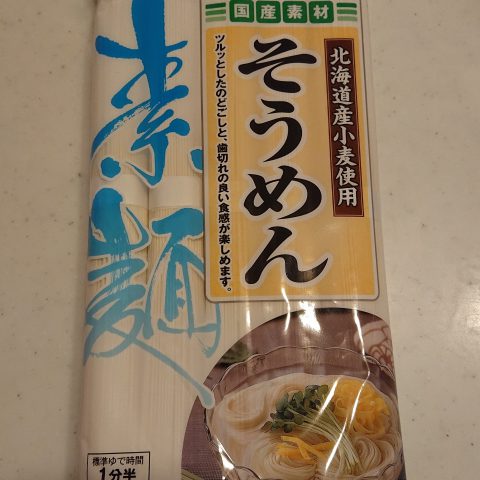 国産素材
北海道産小麦使用
そうめん
ツルッとしたのどごしと、歯切れの良い食感が楽しめます。
素麺
標準ゆで時間
1分半